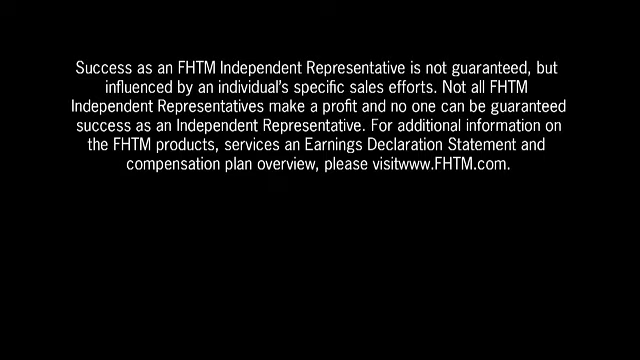 Success as an FHTM Independent Representative is not guaranteed, but
influenced by an individual's specific sales efforts. Not all FHTM
Independent Representatives make a profit and no one can be guaranteed
success as an Independent Representative. For additional information on
the FHTM products, services an Earnings Declaration Statement and
compensation plan overview, please visitwww.FHTM.com.